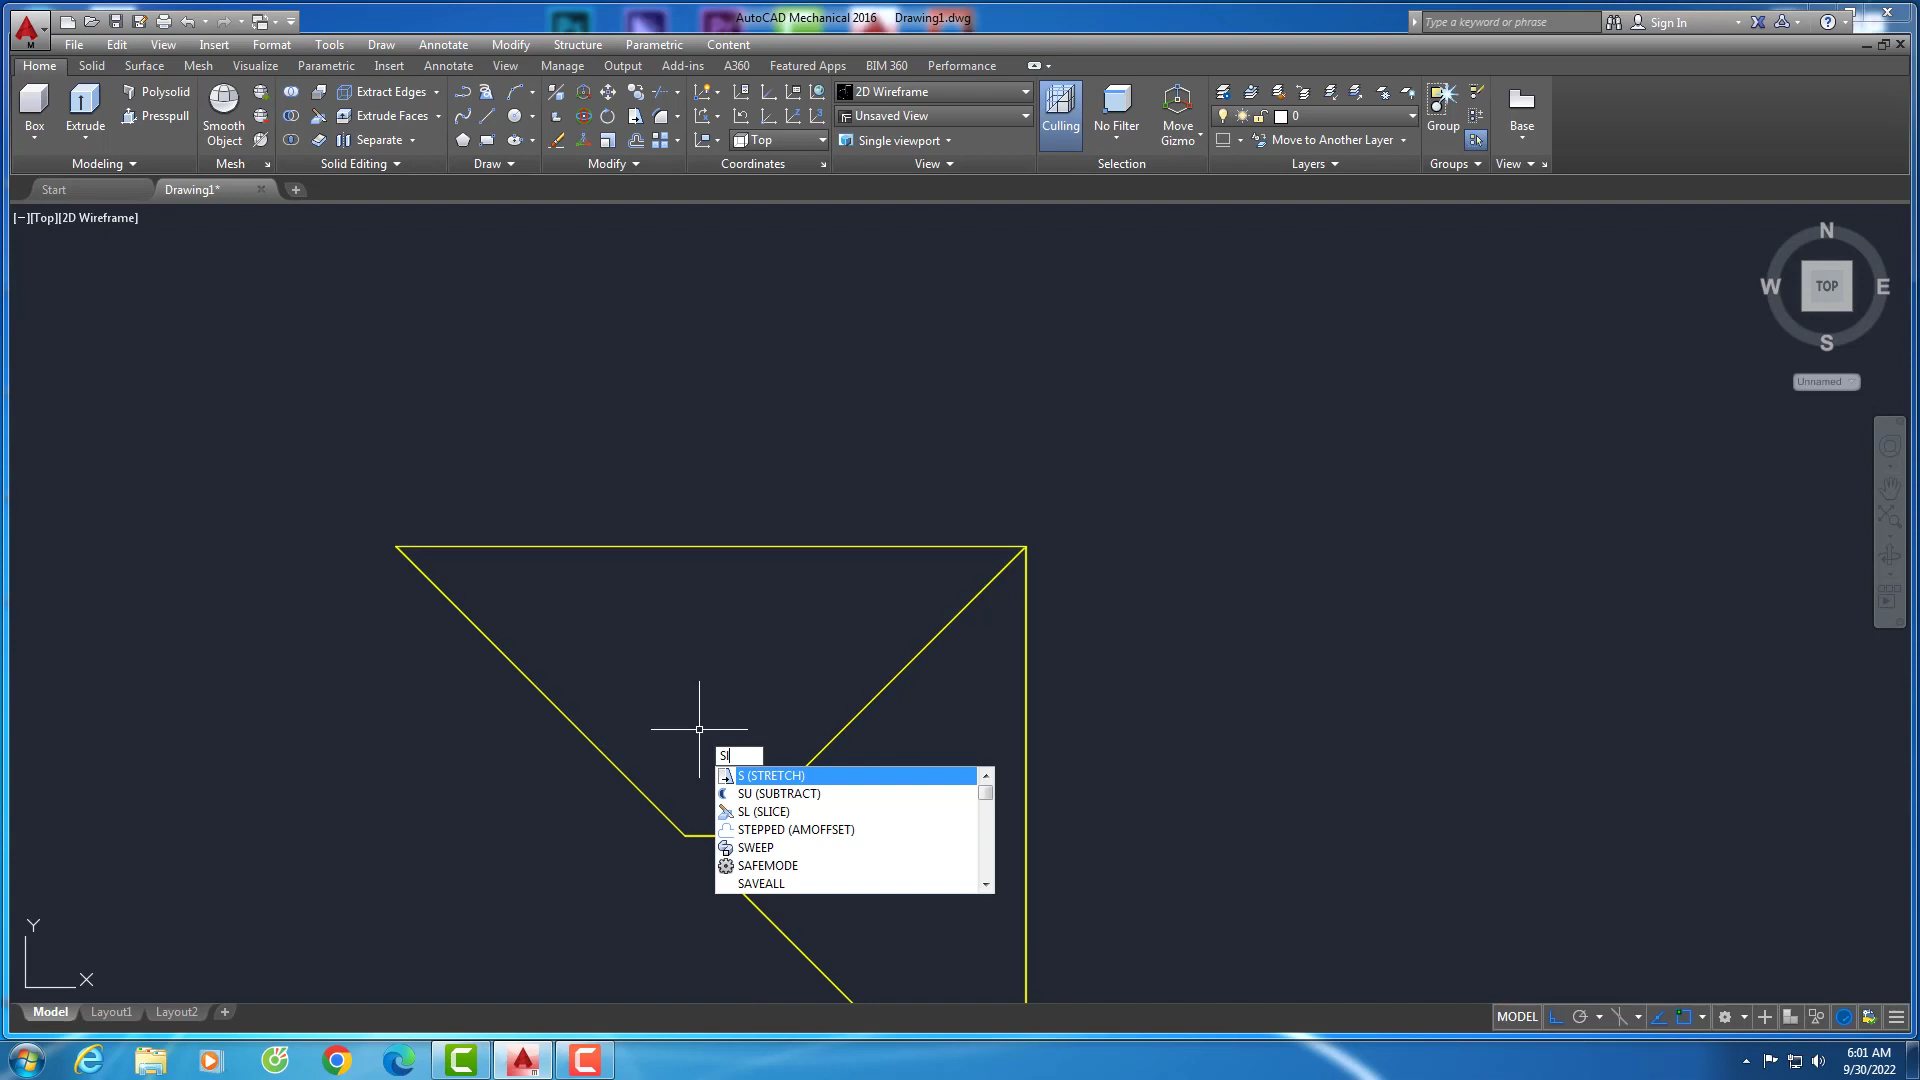 AutoCAD Mechanical 2016 Drawing1.dwg
Type a keyword or phrase
Sign In
M
File Edit View Insert Format Tools Draw Annotate Modify Structure Parametric Content
Home Solid Surface Mesh Visualize Parametric Insert Annotate View Manage Output Add-ins A360 Featured Apps BIM 360 Performance
Polysolid
Extract Edges
2D Wireframe
Presspull
Extrude Faces
Unsaved View
0
Box
Extrude
Smooth
Object
Culling
No Filter
Move
Gizmo
Group
Base
Separate
Top
Single viewport
Move to Another Layer
Modeling
Mesh
Solid Editing
Draw
Modify
Coordinates
View
Selection
Layers
Groups
View
Start
Drawing1*
[−][Top][2D Wireframe]
N
W
TOP
E
S
Unnamed
SI
S (STRETCH)
SU (SUBTRACT)
SL (SLICE)
STEPPED (AMOFFSET)
SWEEP
SAFEMODE
SAVEALL
Y
X
Model Layout1 Layout2
MODEL
m
6:01 AM
9/30/2022